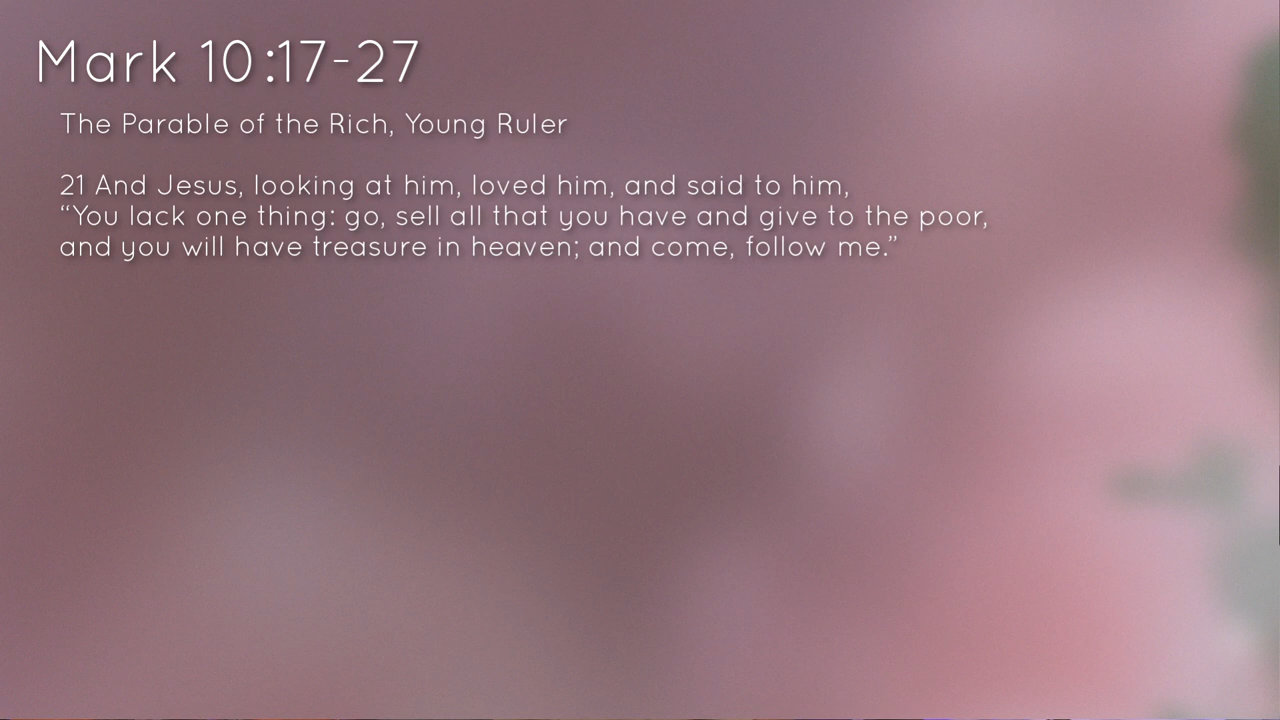 Mark 10:17-27
The Parable of the Rich, Young Ruler
21 And Jesus, looking at him, loved him, and said to him,
“You lack one thing: go, sell all that you have and give to the poor,
and you will have treasure in heaven; and come, follow me.”